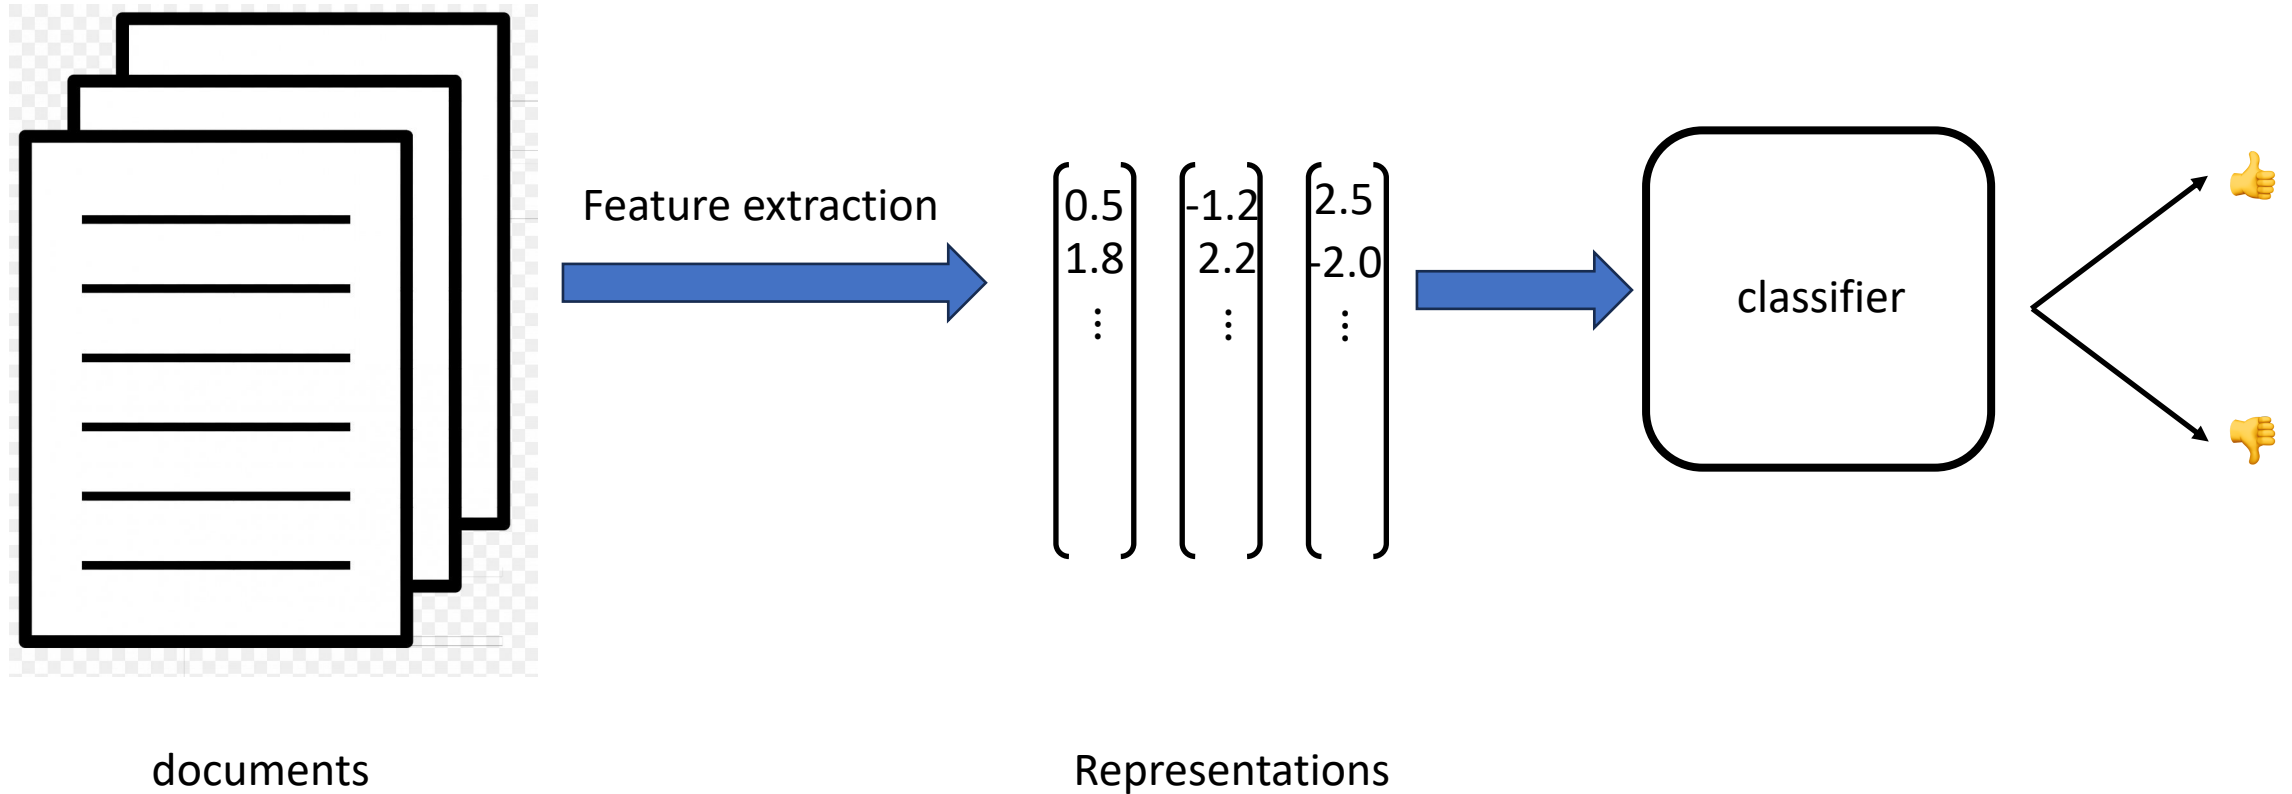 Feature extraction
0.5 -1.2 2.5
1.8 2.2 -2.0
⋮ ⋮ ⋮
classifier
documents
Representations